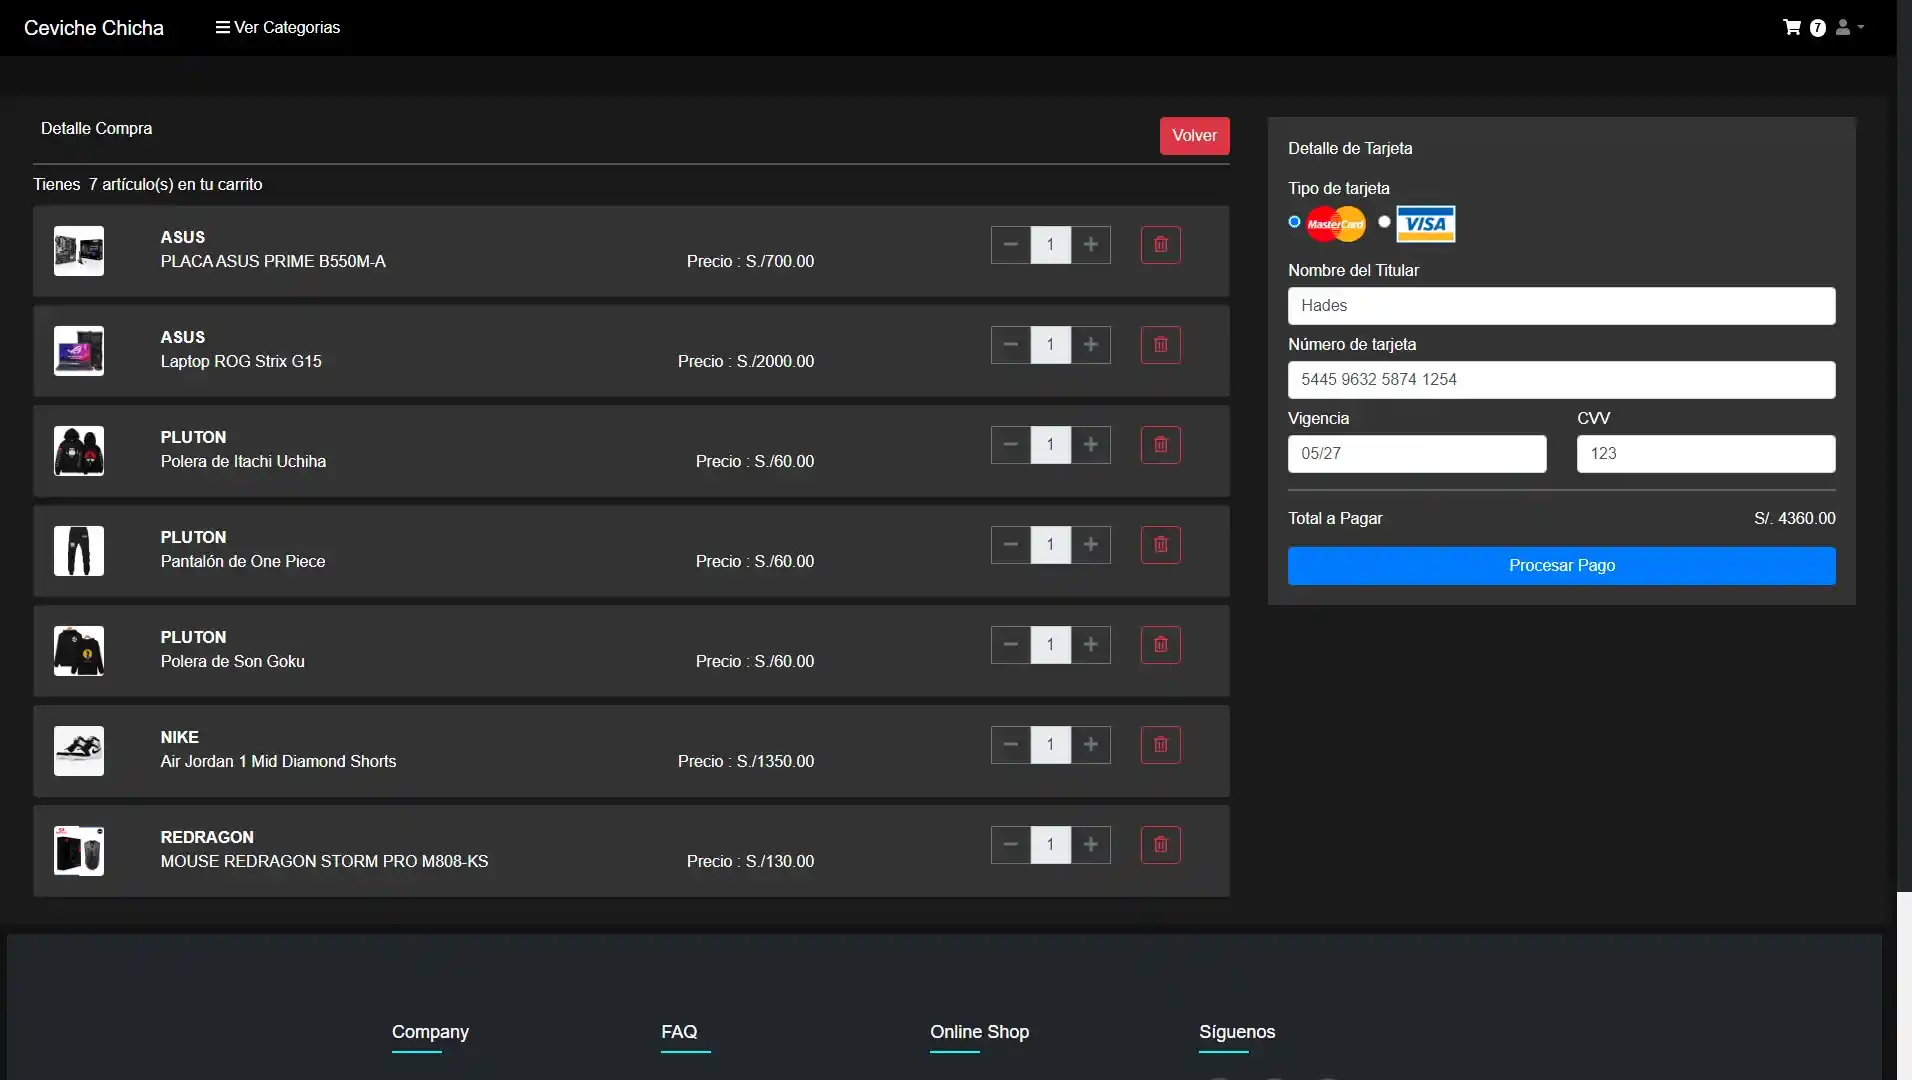 Ceviche Chicha
Ver Categorias
7
Detalle Compra
Volver
Tienes 7 artículo(s) en tu carrito
ASUS
PLACA ASUS PRIME B550M-A
Precio : S./700.00
1
ASUS
Laptop ROG Strix G15
Precio : S./2000.00
1
PLUTON
Polera de Itachi Uchiha
Precio : S./60.00
1
PLUTON
Pantalón de One Piece
Precio : S./60.00
1
PLUTON
Polera de Son Goku
Precio : S./60.00
1
NIKE
Air Jordan 1 Mid Diamond Shorts
Precio : S./1350.00
1
REDRAGON
MOUSE REDRAGON STORM PRO M808-KS
Precio : S./130.00
1
Detalle de Tarjeta
Tipo de tarjeta
MasterCard
VISA
Nombre del Titular
Hades
Número de tarjeta
5445 9632 5874 1254
Vigencia
CVV
05/27
123
Total a Pagar
S/. 4360.00
Procesar Pago
Company
FAQ
Online Shop
Síguenos